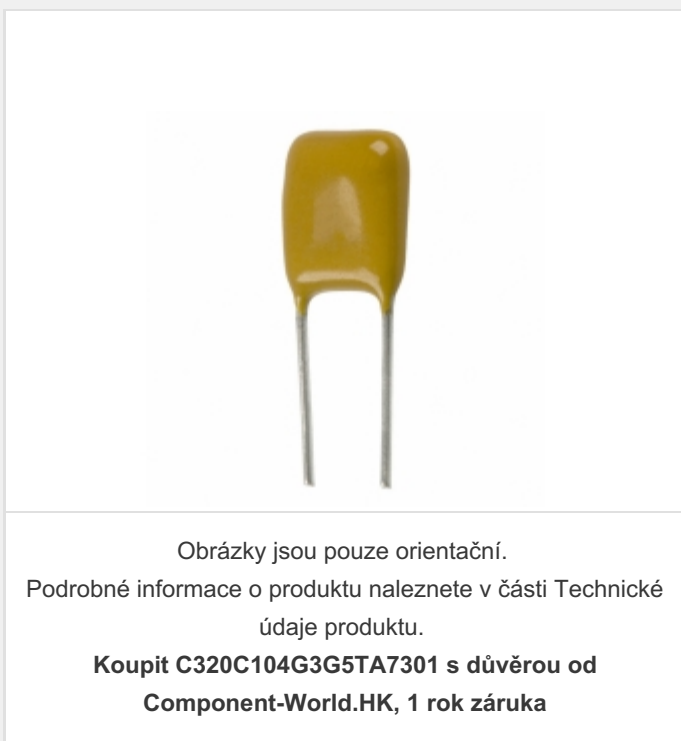 Obrázky jsou pouze orientační.
Podrobné informace o produktu naleznete v části Technické
údaje produktu.
Koupit C320C104G3G5TA7301 s důvěrou od
Component-World.HK, 1 rok záruka